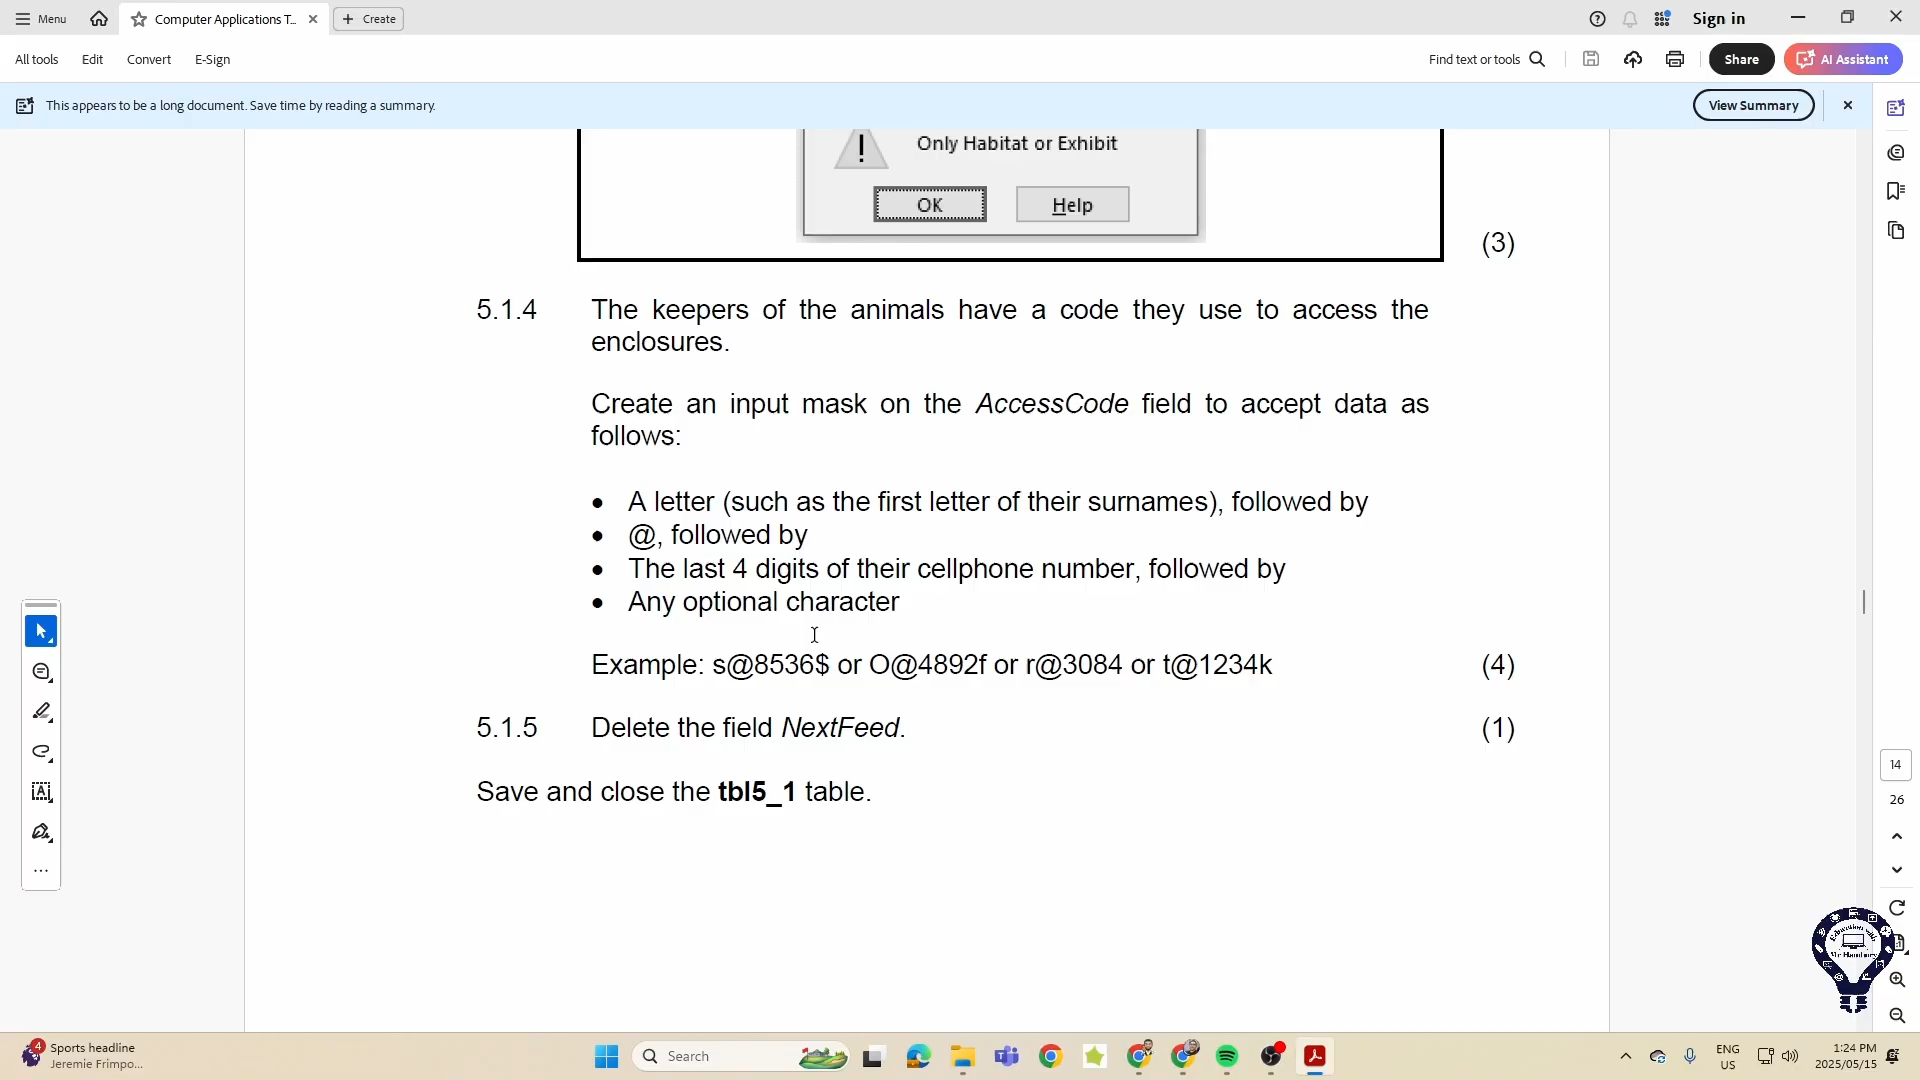 Menu
Computer Applications T...
Create
Sign in
All tools
Edit
Convert
E-Sign
Find text or tools
Share
AI Assistant
This appears to be a long document. Save time by reading a summary.
View Summary
Only Habitat or Exhibit
OK
Help
(3)
5.1.4 The keepers of the animals have a code they use to access the
enclosures.
Create an input mask on the AccessCode field to accept data as
follows:
• A letter (such as the first letter of their surnames), followed by
• @, followed by
• The last 4 digits of their cellphone number, followed by
• Any optional character
Example: s@8536$ or O@4892f or r@3084 or t@1234k (4)
5.1.5 Delete the field NextFeed. (1)
Save and close the tbl5_1 table.
14
26
Education with
Mr Hambury
4
Sports headline
Jeremie Frimpo...
Search
ENG
US
1:24 PM
2025/05/15